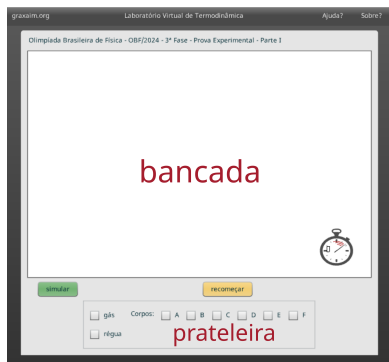 graxaim.org Laboratório Virtual de Termodinâmica Ajuda? Sobre?
Olimpíada Brasileira de Física - OBF/2024 - 3ª Fase - Prova Experimental - Parte I
bancada
simular recomeçar
gás Corpos: A B C D E F
régua prateleira